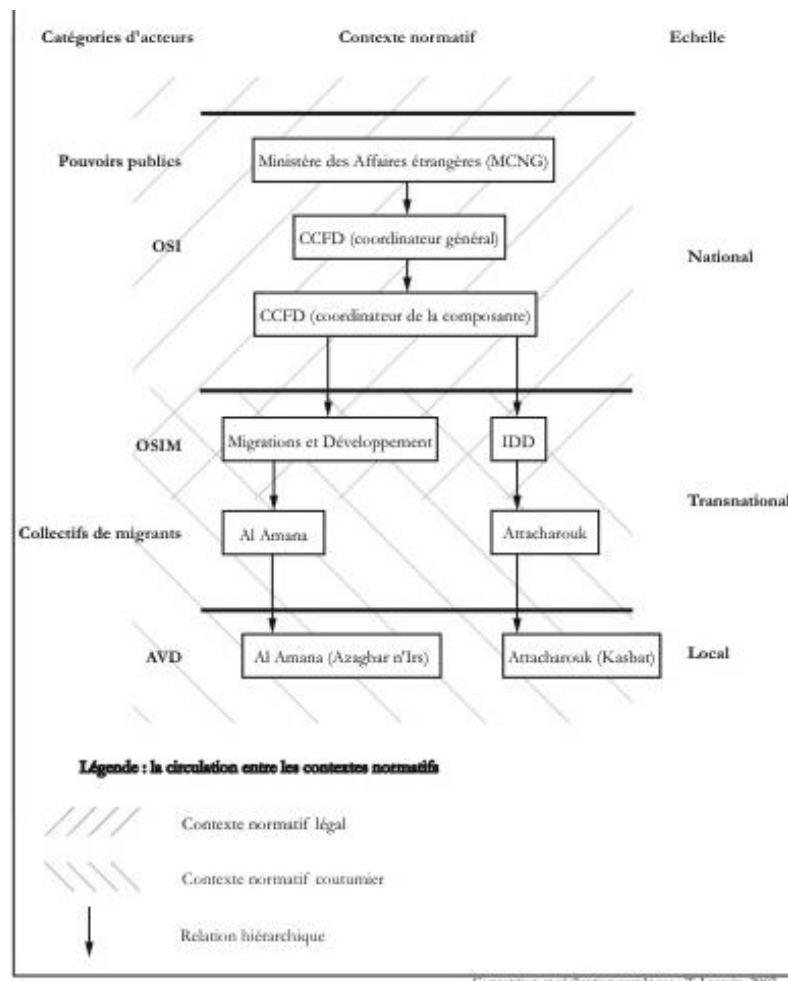 Catégories d'acteurs Contexte normatif Echelle
Pouvoirs publics Ministère des Affaires étrangères (MCNG)
OSI CCFD (coordinateur général) National
CCFD (coordinateur de la composante)
OSIM Migrations et Développement IDD
Transnational
Collectifs de migrants Al Amana Attacharouk
AVD Al Amana (Azaghar n'Irs) Attacharouk (Kasbat) Local
Légende : la circulation entre les contextes normatifs
Contexte normatif légal
Contexte normatif coutumier
Relation hiérarchique